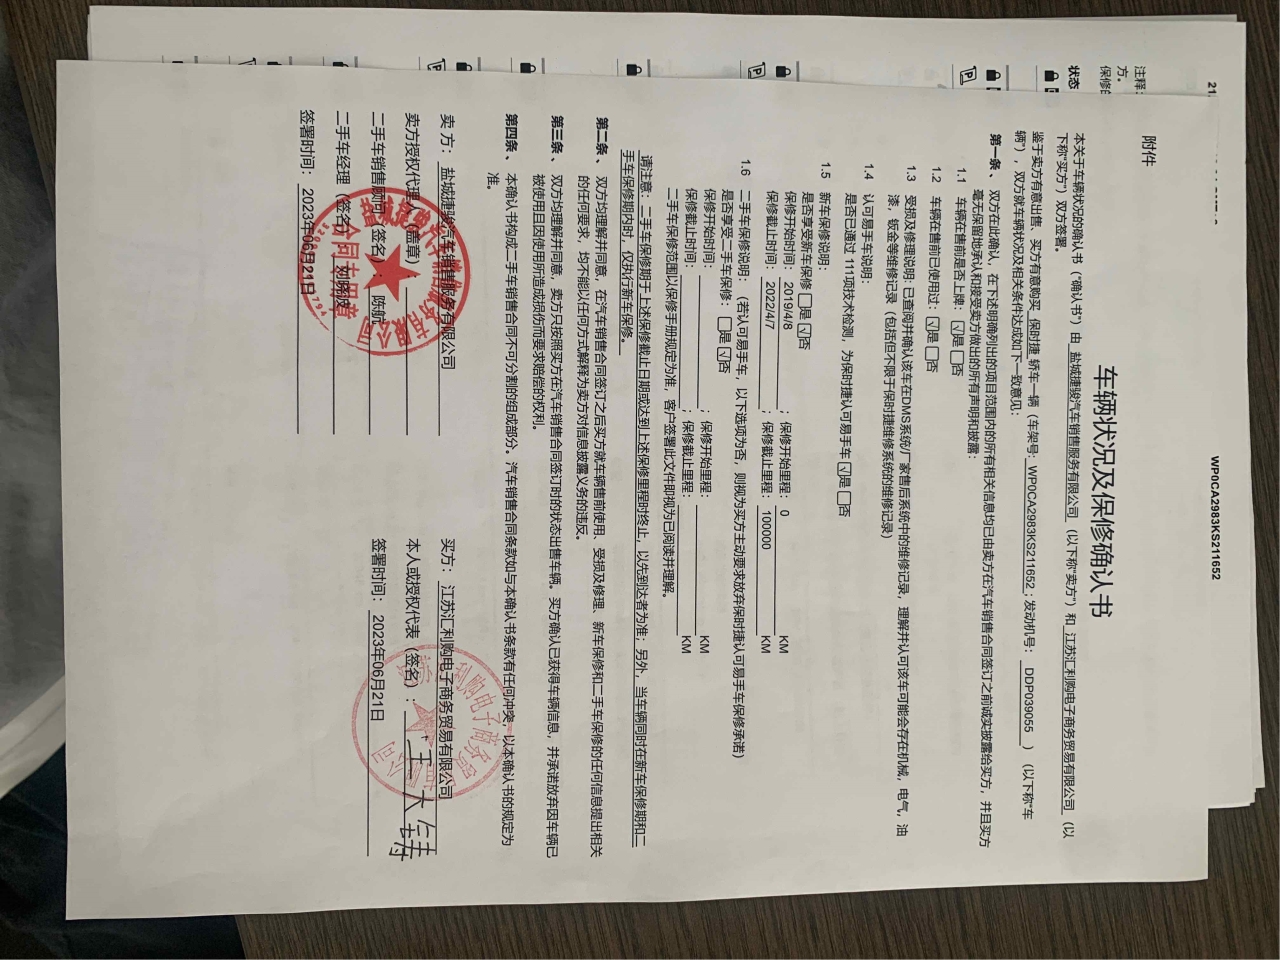 WP0CA2983KS211652
附件
车辆状况及保修确认书
本关于车辆状况的确认书（“确认书”）由 盐城捷骏汽车销售服务有限公司 （以下称“卖方”）和 江苏汇利购电子商务贸易有限公司 （以
下称“买方”）双方签署。
鉴于卖方有意出售、买方有意购买 保时捷 轿车一辆（车架号: WP0CA2983KS211652 ; 发动机号: DDP039055 ）（以下称“车
辆”），双方就车辆状况及相关条件达成如下一致意见:
第一条、 双方在此确认，在下述明确列出的项目范围内的所有相关信息均已由卖方在汽车销售合同签订之前诚实披露给买方，并且买方
毫无保留地承认和接受卖方做出的所有声明和披露:
1.1 车辆在售前是否上牌: ☑是 □否
1.2 车辆在售前已使用过: ☑是 □否
1.3 受损及修理说明: 已查阅并确认该车在DMS系统/厂家售后系统中的维修记录，理解并认可该车可能会存在机械，电气，油
漆，钣金等维修记录（包括但不限于保时捷维修系统的维修记录）
1.4 认可易手车说明:
是否已通过 111项技术检测，为保时捷认可易手车 ☑是 □否
1.5 新车保修说明:
是否享受新车保修 □是 ☑否
保修开始时间: 2019/4/8 ; 保修开始里程: 0 KM
保修截止时间: 2022/4/7 ; 保修截止里程: 100000 KM
1.6 二手车保修说明: （若认可易手车，以下选项为否，则视为买方主动要求放弃保时捷认可易手车保修承诺）
是否享受二手车保修: □是 ☑否
保修开始时间: ; 保修开始里程: KM
保修截止时间: ; 保修截止里程: KM
二手车保修范围以保修手册规定为准，客户签署此文件即视为已阅读并理解。
请注意: 二手车保修期于上述保修截止日期或达到上述保修里程时终止，以先到达者为准; 另外，当车辆同时在新车保修期和二
手车保修期内时，仅执行新车保修。
第二条、 双方均理解并同意，在汽车销售合同签订之后买方就车辆售前使用、受损及修理、新车保修和二手车保修的任何信息提出相关
的任何要求，均不能以任何方式解释为卖方对信息披露义务的违反。
第三条、 双方均理解并同意，卖方只按照买方在汽车销售合同签订时的状态出售车辆。买方确认已获得车辆信息，并承诺放弃因车辆已
被使用且因使用所造成损伤而要求赔偿的权利。
第四条、 本确认书构成二手车销售合同不可分割的组成部分。汽车销售合同条款如与本确认书条款有任何冲突，以本确认书的规定为
准。
卖 方: 盐城捷骏汽车销售服务有限公司
卖方授权代理人（盖章）:
二手车销售顾问（签名） 陈航
二手车经理（签名） 刘晓波
签署时间: 2023年06月21日
合同专用章
买方: 江苏汇利购电子商务贸易有限公司
本人或授权代表（签名）:
签署时间: 2023年06月21日
注释:
方。
状态